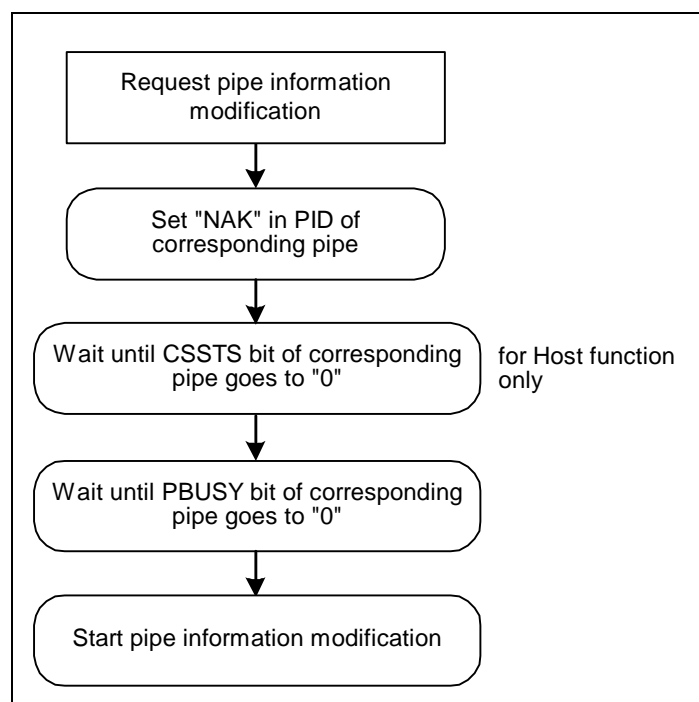 Request pipe information
modification
Set "NAK" in PID of
corresponding pipe
Wait until CSSTS bit of corresponding
pipe goes to "0"
for Host function
only
Wait until PBUSY bit of corresponding
pipe goes to "0"
Start pipe information modification